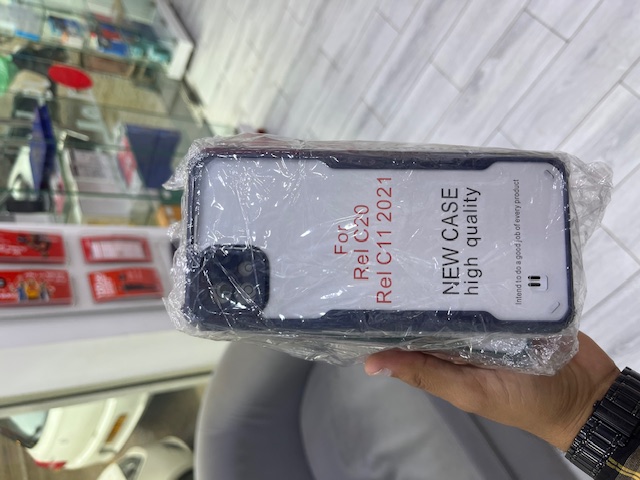 For
Rel C20
Rel C11 2021
NEW CASE
high quality
Intend to do a good job of every product